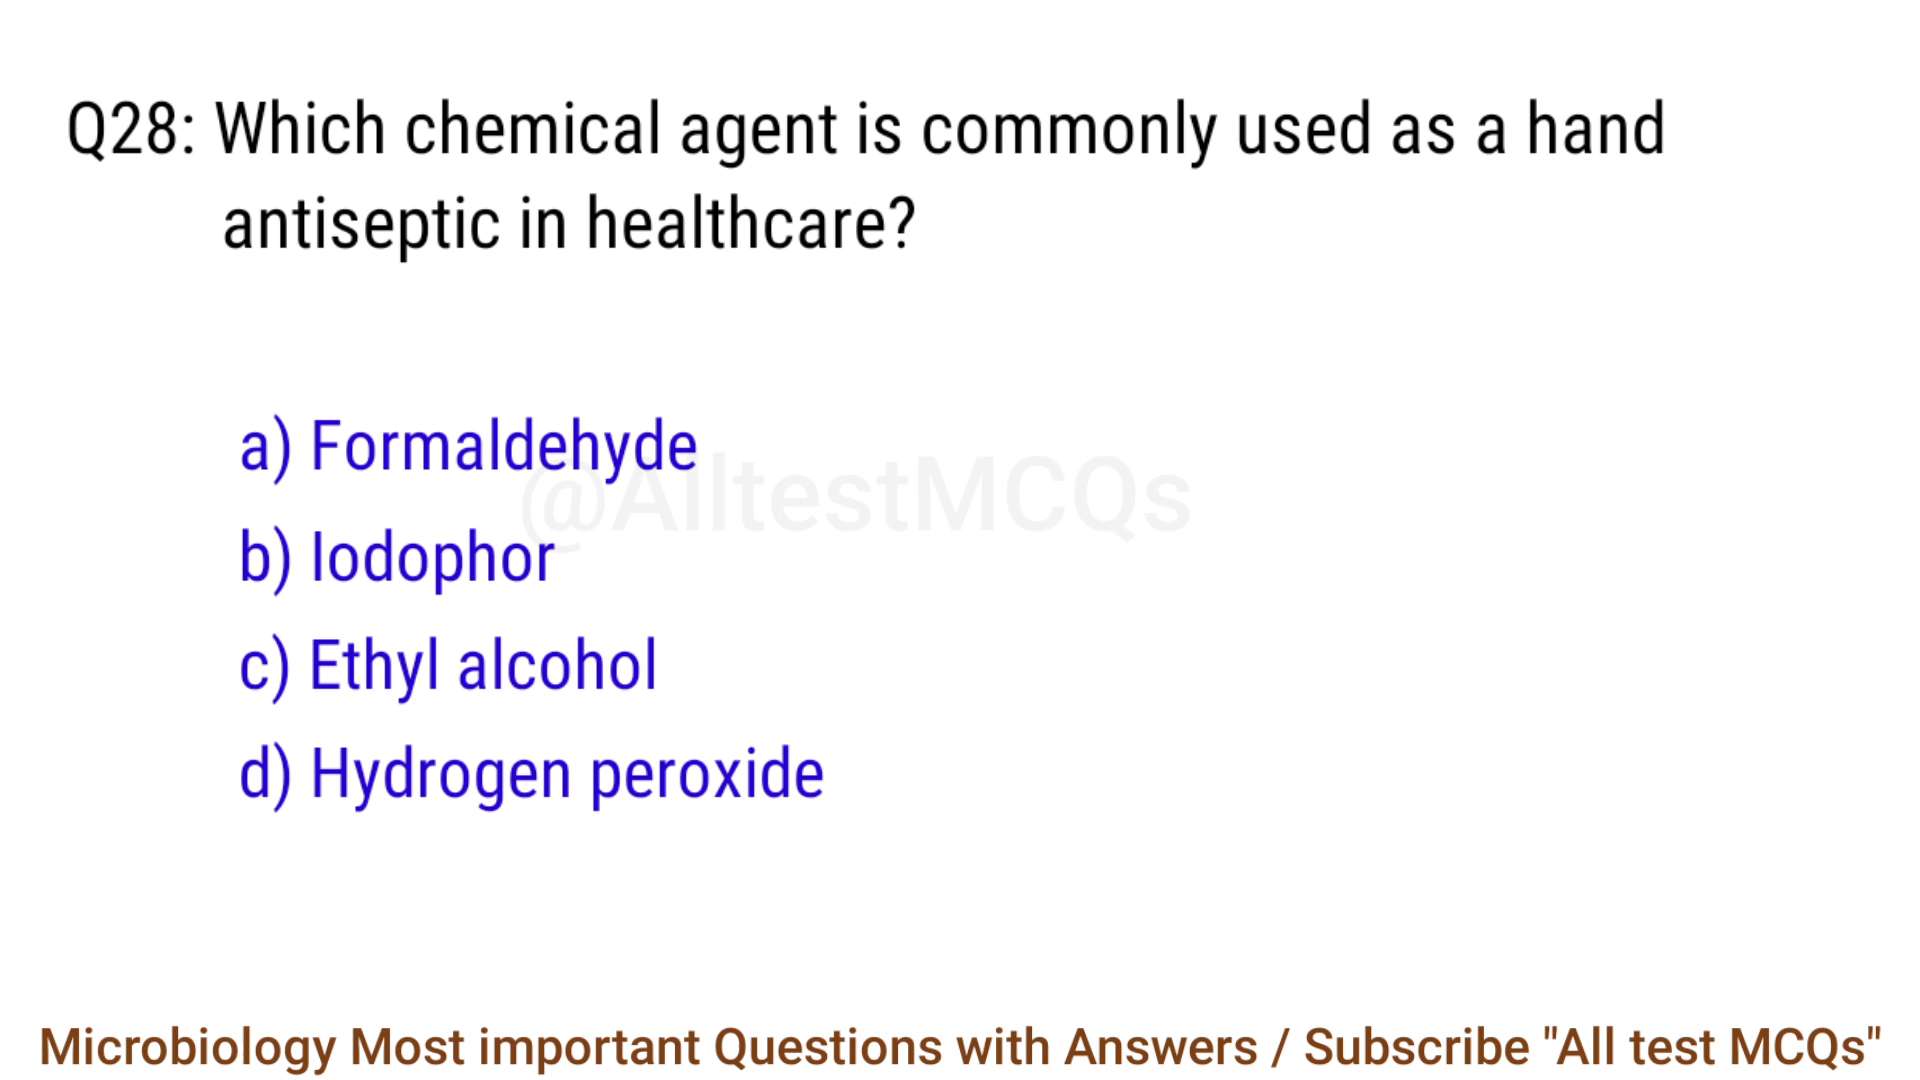 Q28: Which chemical agent is commonly used as a hand
antiseptic in healthcare?
a) Formaldehyde
@AlltestMCQs
b) Iodophor
c) Ethyl alcohol
d) Hydrogen peroxide
Microbiology Most important Questions with Answers / Subscribe "All test MCQs"